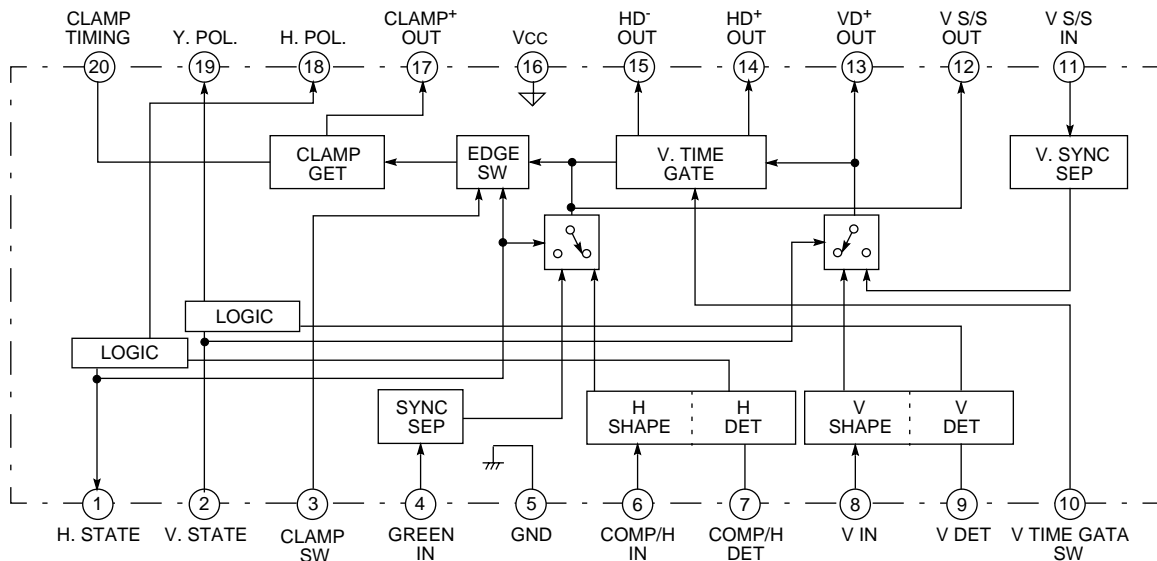 CLAMP
TIMING
Y. POL.
H. POL.
CLAMP+
OUT
VCC
HD-
OUT
HD+
OUT
VD+
OUT
V S/S
OUT
V S/S
IN
20
19
18
17
16
15
14
13
12
11
CLAMP
GET
EDGE
SW
V. TIME
GATE
V. SYNC
SEP
LOGIC
LOGIC
SYNC
SEP
H
SHAPE
H
DET
V
SHAPE
V
DET
1
2
3
4
5
6
7
8
9
10
H. STATE
V. STATE
CLAMP
SW
GREEN
IN
GND
COMP/H
IN
COMP/H
DET
V IN
V DET
V TIME GATA
SW